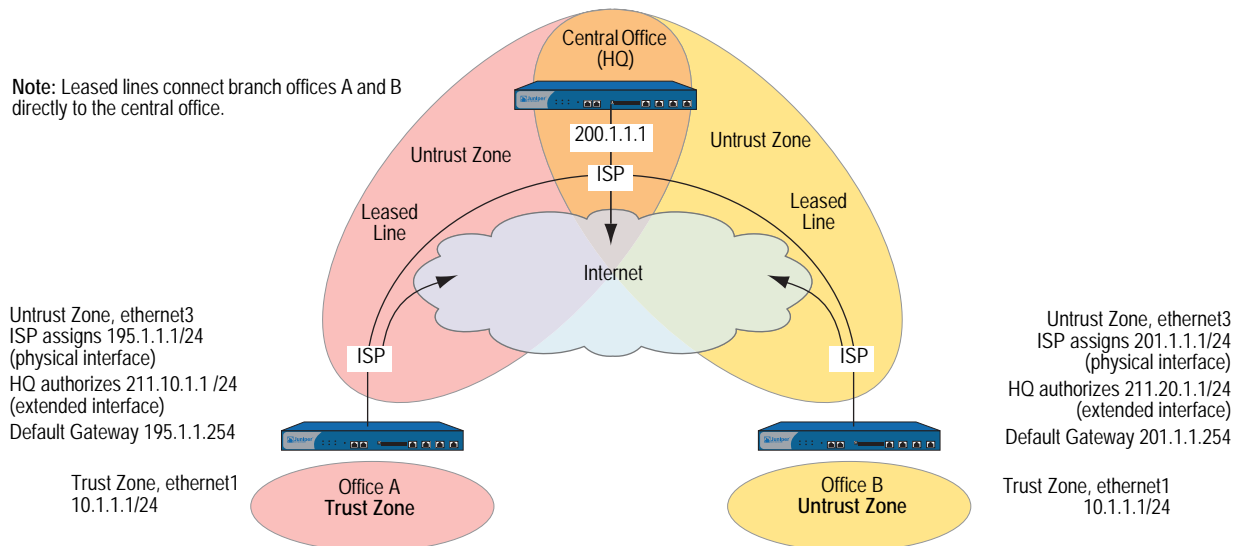 Central Office
(HQ)
Note: Leased lines connect branch offices A and B
directly to the central office.
Juniper
200.1.1.1
Untrust Zone
Untrust Zone
ISP
Leased
Line
Leased
Line
Internet
Untrust Zone, ethernet3
ISP assigns 195.1.1.1/24
(physical interface)
HQ authorizes 211.10.1.1 /24
(extended interface)
Default Gateway 195.1.1.254
ISP
ISP
Untrust Zone, ethernet3
ISP assigns 201.1.1.1/24
(physical interface)
HQ authorizes 211.20.1.1/24
(extended interface)
Default Gateway 201.1.1.254
Juniper
Juniper
Trust Zone, ethernet1
10.1.1.1/24
Office A
Trust Zone
Office B
Untrust Zone
Trust Zone, ethernet1
10.1.1.1/24